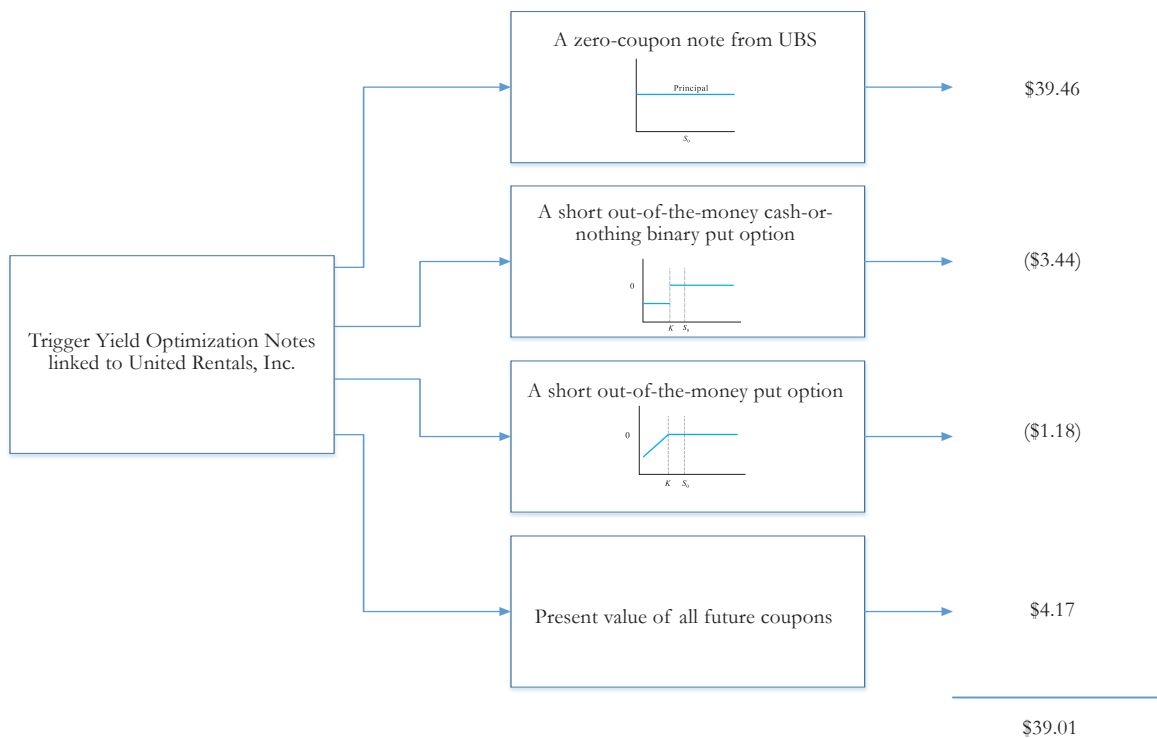 A zero-coupon note from UBS
Principal
S0
$39.46
A short out-of-the-money cash-or-
nothing binary put option
0
K S0
($3.44)
Trigger Yield Optimization Notes
linked to United Rentals, Inc.
A short out-of-the-money put option
0
K S0
($1.18)
Present value of all future coupons
$4.17
$39.01